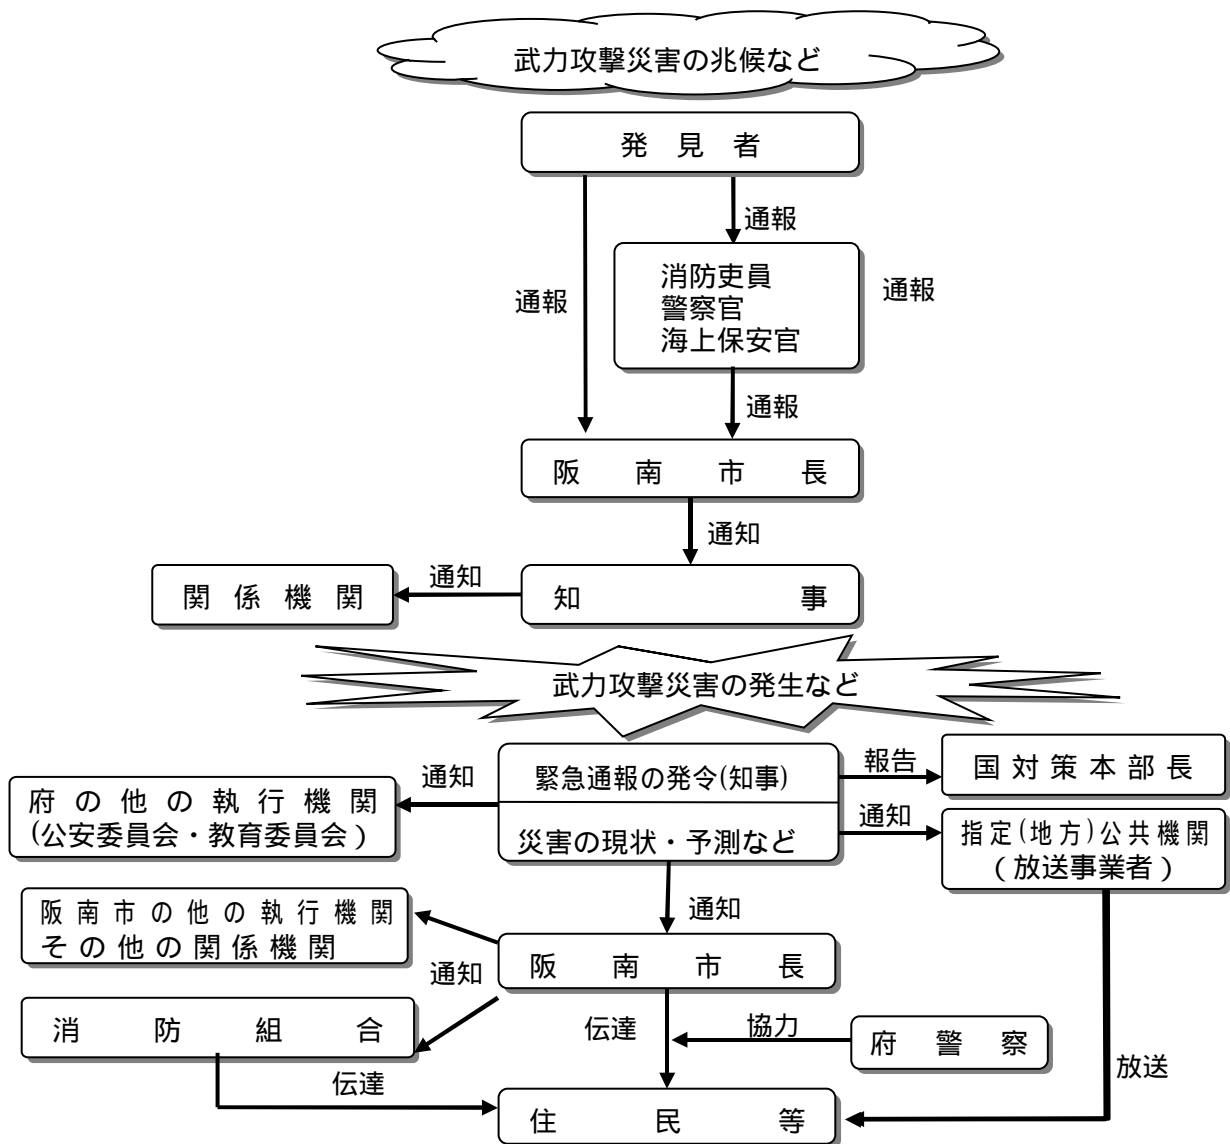 武力攻撃災害の兆候など
発見者
通報
通報
消防吏員
警察官
海上保安官
通報
通報
阪南市長
通知
関係機関
通知
知事
武力攻撃災害の発生など
緊急通報の発令(知事)
災害の現状・予測など
報告
国対策本部長
通知
府の他の執行機関
(公安委員会・教育委員会)
通知
指定(地方)公共機関
(放送事業者)
通知
阪南市の他の執行機関
その他の関係機関
阪南市長
通知
消防組合
伝達
協力
府警察
放送
伝達
住民等